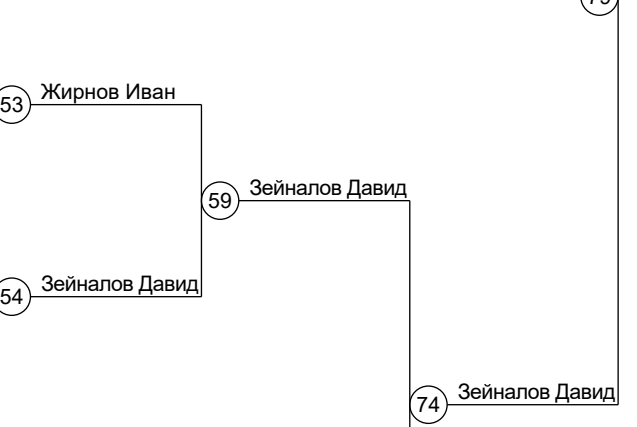 53 Жирнов Иван
59 Зейналов Давид
54 Зейналов Давид
74 Зейналов Давид